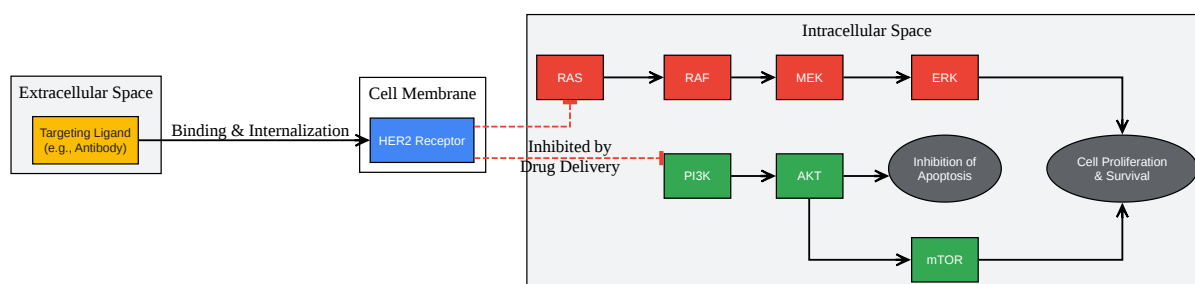 Intracellular Space
RAS
RAF
MEK
ERK
Extracellular Space
Cell Membrane
Targeting Ligand
(e.g., Antibody)
Binding & Internalization
HER2 Receptor
Inhibited by
Drug Delivery
PI3K
AKT
Inhibition of
Apoptosis
Cell Proliferation
& Survival
mTOR